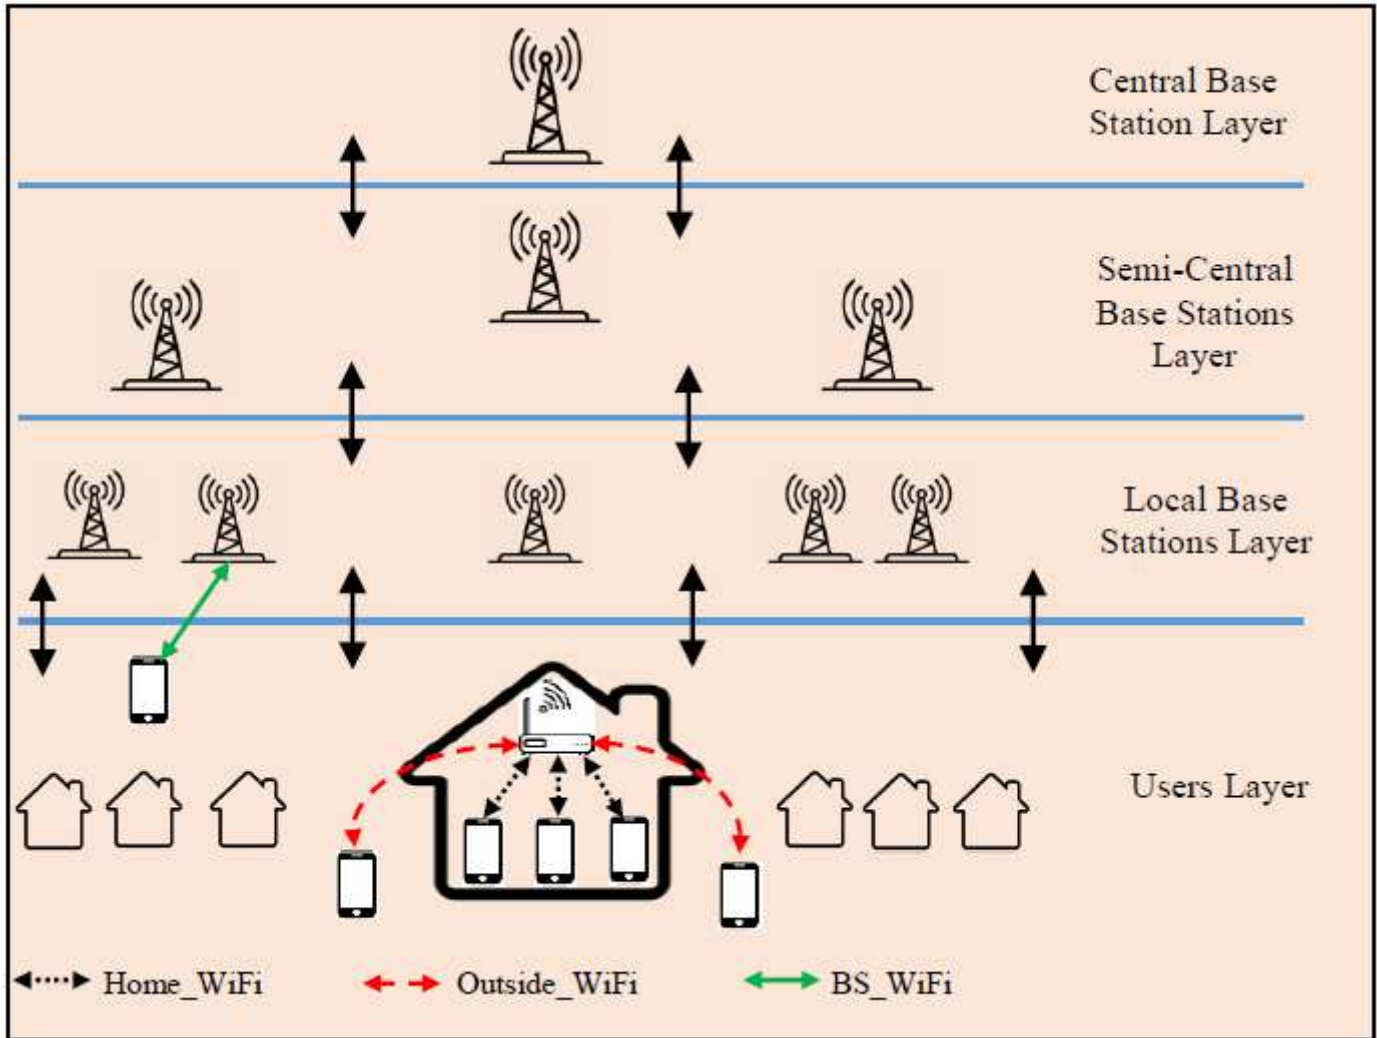 Central Base
Station Layer
Semi-Central
Base Stations
Layer
Local Base
Stations Layer
Users Layer
Home_WiFi
Outside_WiFi
BS_WiFi